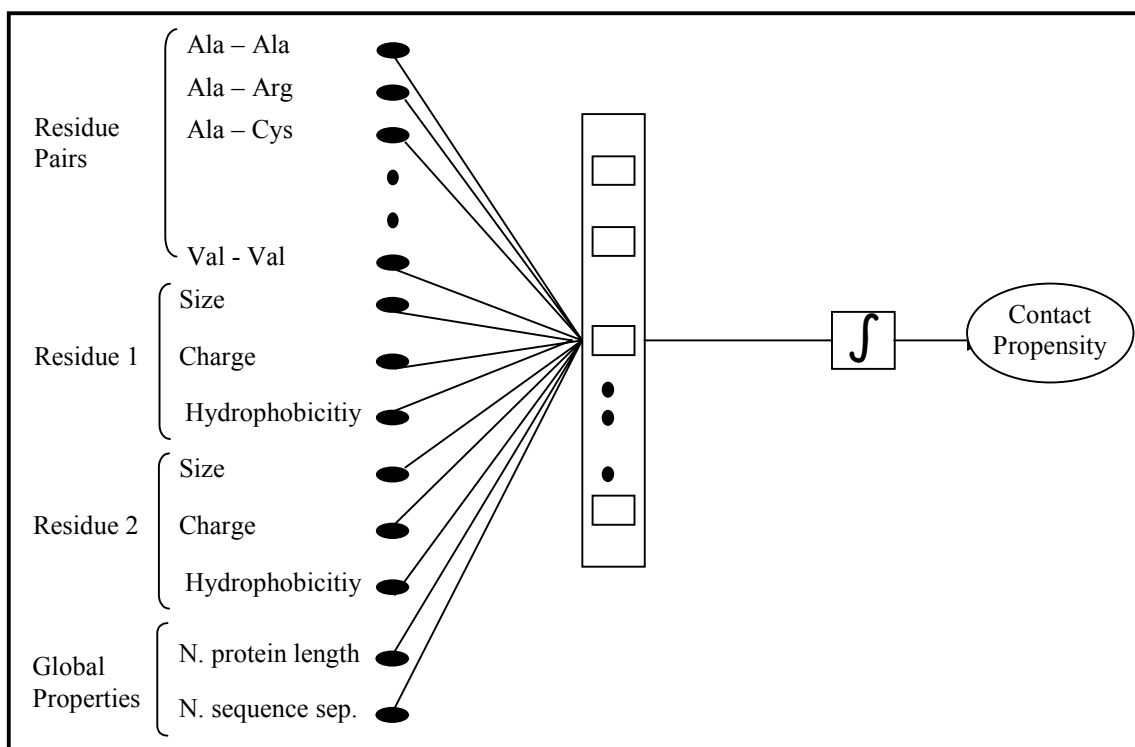 Residue
Pairs
Ala – Ala
Ala – Arg
Ala – Cys
Val - Val
Residue 1
Size
Charge
Hydrophobicitiy
Residue 2
Size
Charge
Hydrophobicitiy
Global
Properties
N. protein length
N. sequence sep.
∫
Contact
Propensity